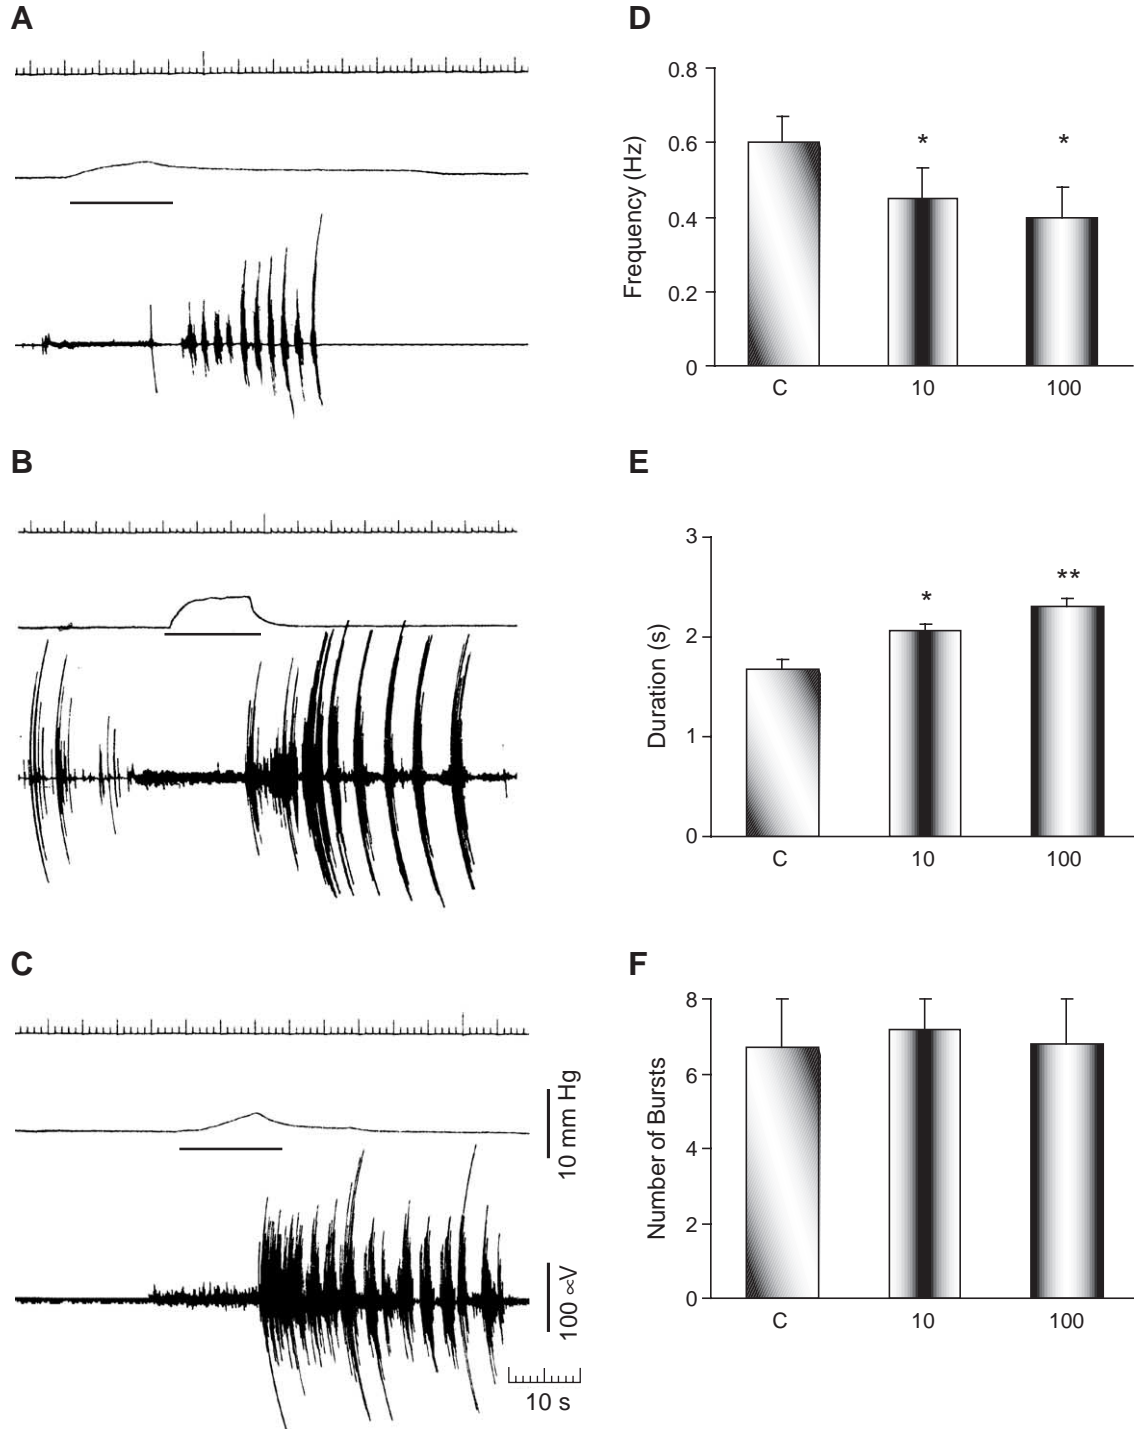 A
B
C
10 mm Hg
100 ∝V
10 s
D
Frequency (Hz)
0.8
0.6
0.4
0.2
0
*
*
C 10 100
E
Duration (s)
3
2
1
0
*
**
C 10 100
F
Number of Bursts
8
6
4
2
0
C 10 100